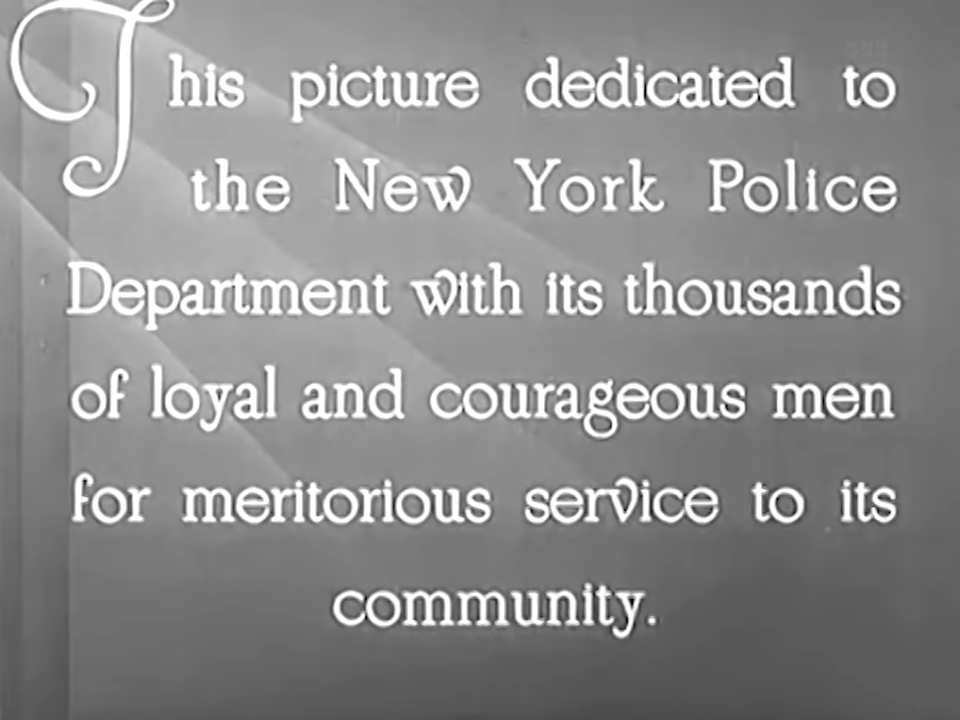 This picture dedicated to
the New York Police
Department with its thousands
of loyal and courageous men
for meritorious service to its
community.